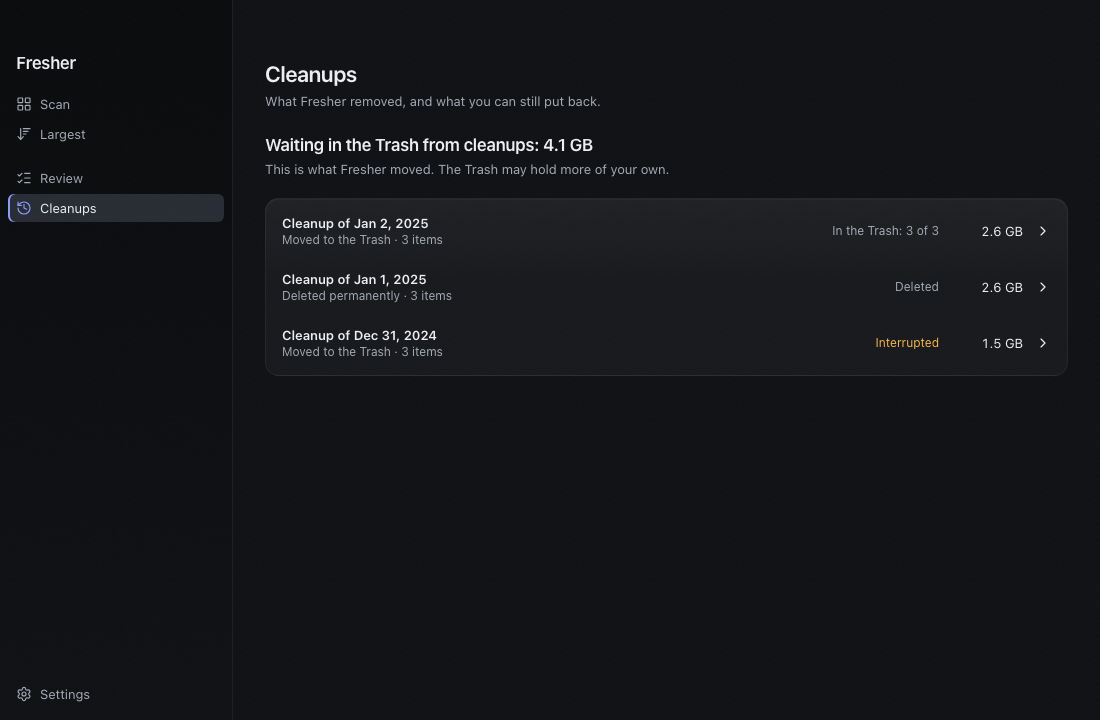 Fresher
Scan
Largest
Review
Cleanups
Settings
Cleanups
What Fresher removed, and what you can still put back.
Waiting in the Trash from cleanups: 4.1 GB
This is what Fresher moved. The Trash may hold more of your own.
Cleanup of Jan 2, 2025
Moved to the Trash · 3 items
In the Trash: 3 of 3
2.6 GB
Cleanup of Jan 1, 2025
Deleted permanently · 3 items
Deleted
2.6 GB
Cleanup of Dec 31, 2024
Moved to the Trash · 3 items
Interrupted
1.5 GB